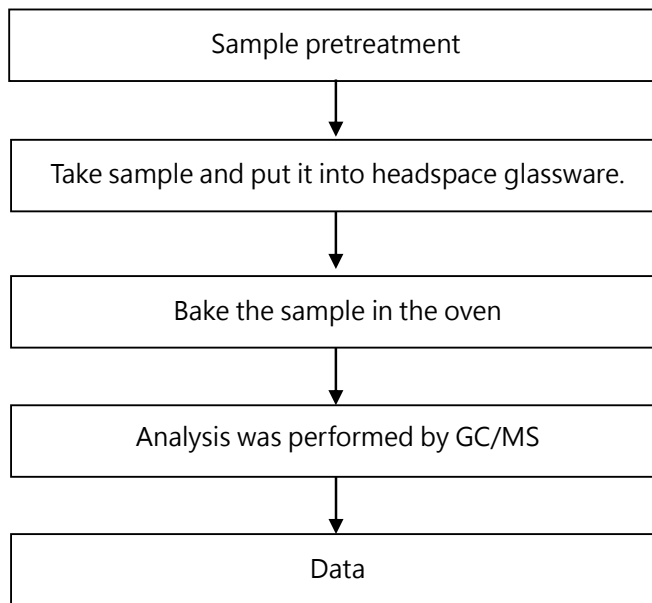 Sample pretreatment
Take sample and put it into headspace glassware.
Bake the sample in the oven
Analysis was performed by GC/MS
Data